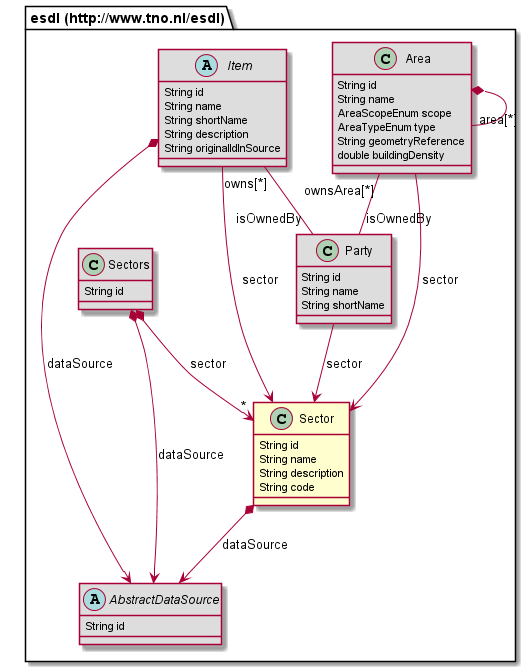 esdl (http://www.tno.nl/esdl)
A Item
String id
String name
String shortName
String description
String originalIdInSource
C Area
String id
String name
AreaScopeEnum scope
AreaTypeEnum type
String geometryReference
double buildingDensity
area[*]
owns[*]
ownsArea[*]
isOwnedBy
isOwnedBy
C Party
String id
String name
String shortName
C Sectors
String id
sector
sector
dataSource
sector
sector
*
C Sector
String id
String name
String description
String code
dataSource
dataSource
A AbstractDataSource
String id